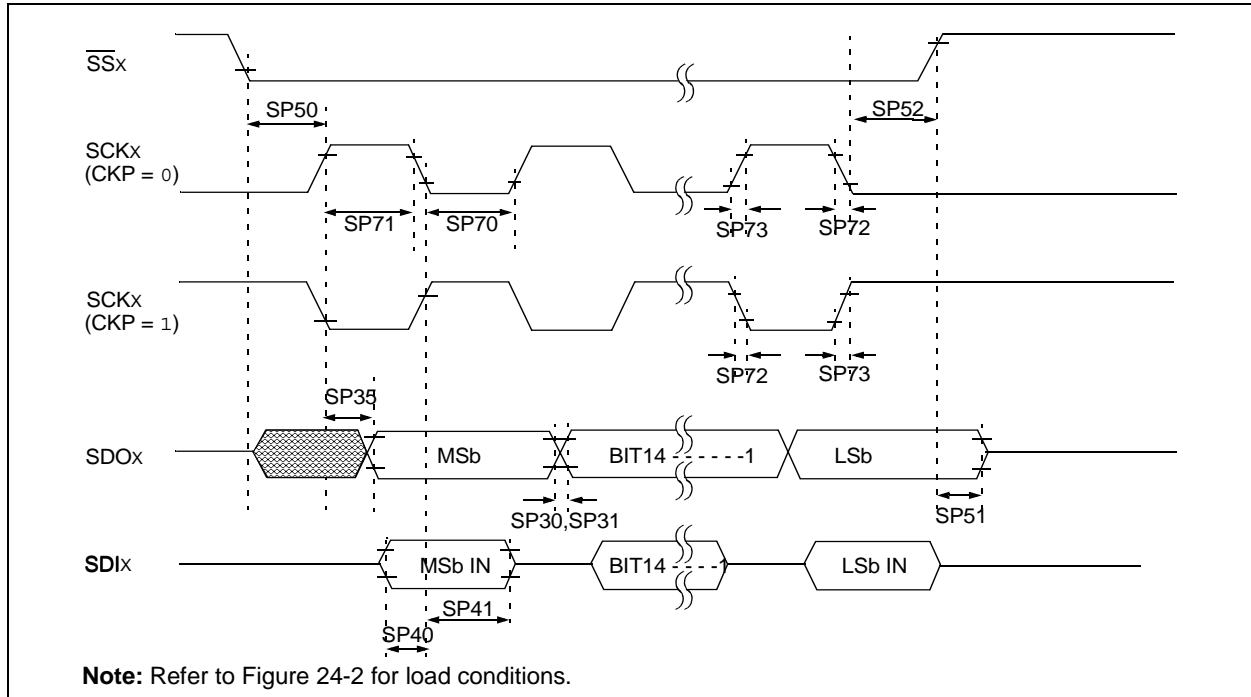 SSX
SP50
SP52
SCKX
(CKP = 0)
SP71
SP70
SP73
SP72
SCKX
(CKP = 1)
SP72
SP73
SP35
SDOX
MSb
BIT14 - - - - - -1
LSb
SP30,SP31
SP51
SDIX
MSb IN
BIT14 - - - - -1
LSb IN
SP41
SP40
Note: Refer to Figure 24-2 for load conditions.